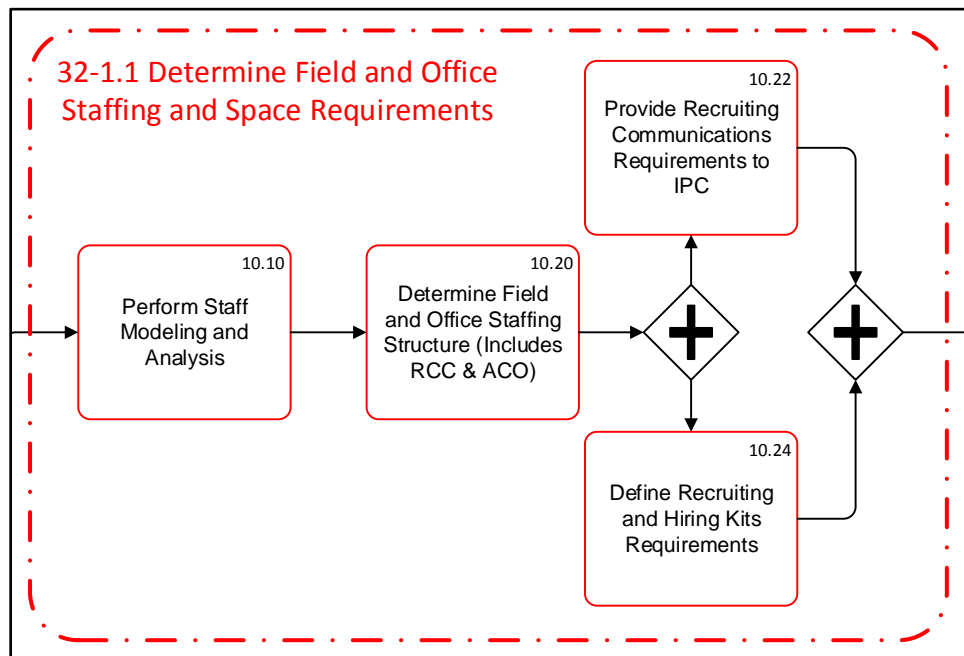 32-1.1 Determine Field and Office
Staffing and Space Requirements
10.10
Perform Staff
Modeling and
Analysis
10.20
Determine Field
and Office Staffing
Structure (Includes
RCC & ACO)
10.22
Provide Recruiting
Communications
Requirements to
IPC
10.24
Define Recruiting
and Hiring Kits
Requirements